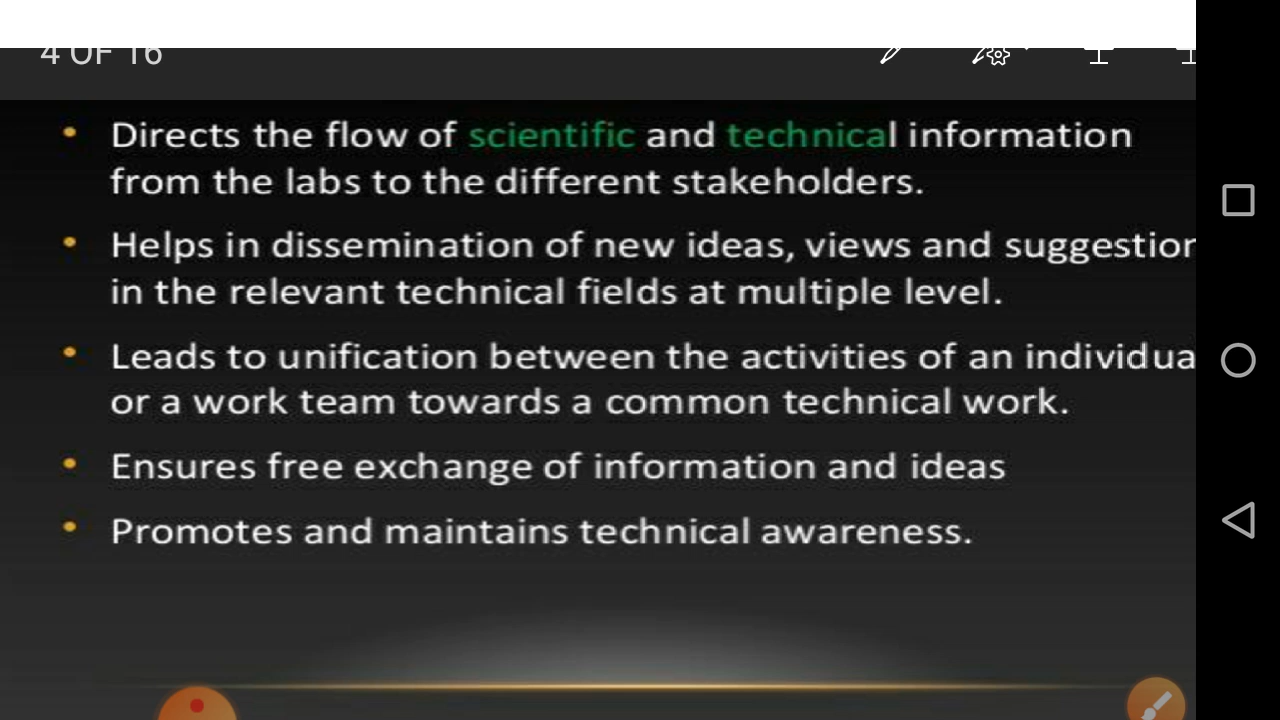 4 OF 16
Directs the flow of scientific and technical information
from the labs to the different stakeholders.
Helps in dissemination of new ideas, views and suggestion
in the relevant technical fields at multiple level.
Leads to unification between the activities of an individua
or a work team towards a common technical work.
Ensures free exchange of information and ideas
Promotes and maintains technical awareness.